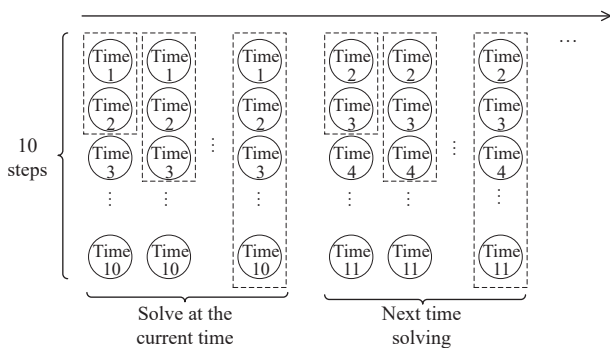 ...
Time 1 Time 1 Time 1 Time 2 Time 2 Time 2
Time 2 Time 2 ... Time 2 Time 3 Time 3 ... Time 3
10 steps
Time 3 Time 3 Time 3 Time 4 Time 4 Time 4
... ... ... ... ... ...
Time 10 Time 10 Time 10 Time 11 Time 11 Time 11
Solve at the
current time
Next time
solving